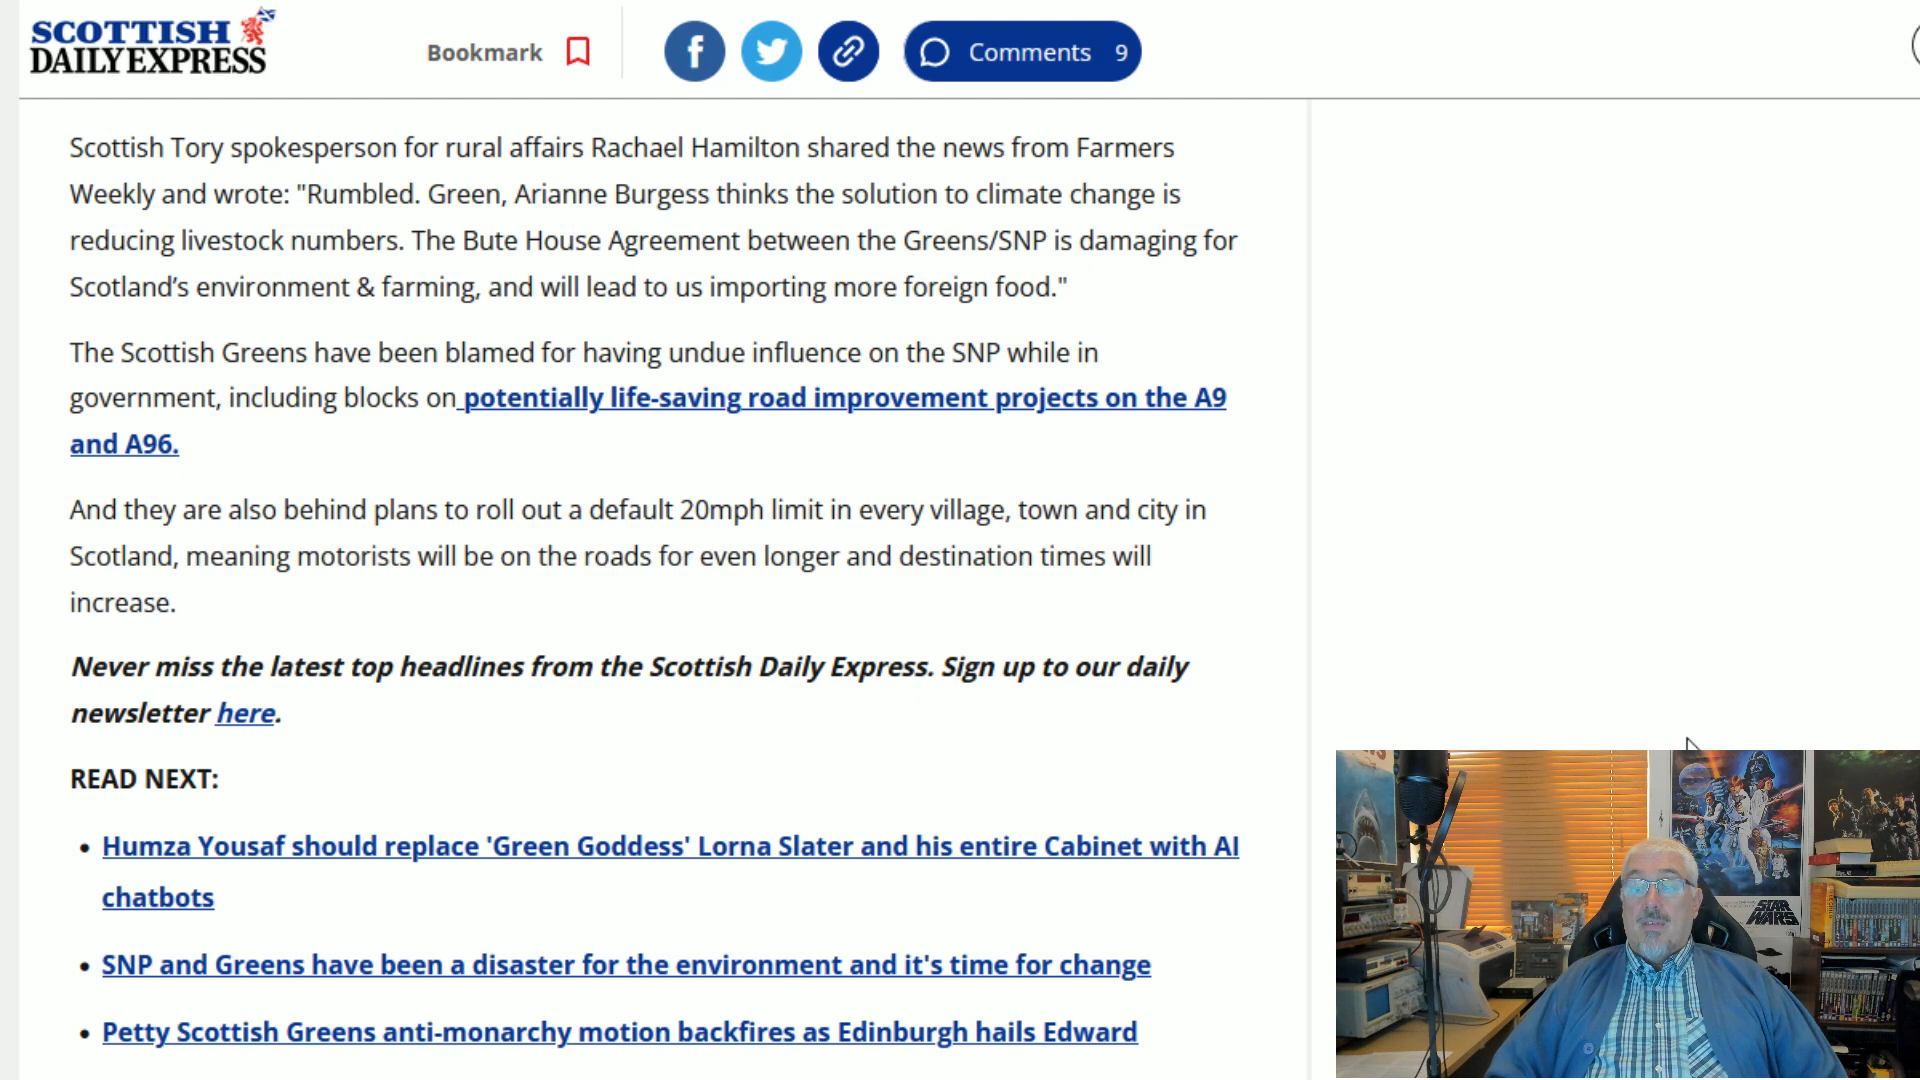 SCOTTISH
DAILY EXPRESS
Bookmark
Comments 9
Scottish Tory spokesperson for rural affairs Rachael Hamilton shared the news from Farmers
Weekly and wrote: "Rumbled. Green, Arianne Burgess thinks the solution to climate change is
reducing livestock numbers. The Bute House Agreement between the Greens/SNP is damaging for
Scotland’s environment & farming, and will lead to us importing more foreign food."
The Scottish Greens have been blamed for having undue influence on the SNP while in
government, including blocks on potentially life-saving road improvement projects on the A9
and A96.
And they are also behind plans to roll out a default 20mph limit in every village, town and city in
Scotland, meaning motorists will be on the roads for even longer and destination times will
increase.
Never miss the latest top headlines from the Scottish Daily Express. Sign up to our daily
newsletter here.
READ NEXT:
• Humza Yousaf should replace 'Green Goddess' Lorna Slater and his entire Cabinet with AI
chatbots
• SNP and Greens have been a disaster for the environment and it's time for change
• Petty Scottish Greens anti-monarchy motion backfires as Edinburgh hails Edward
STAR
WARS